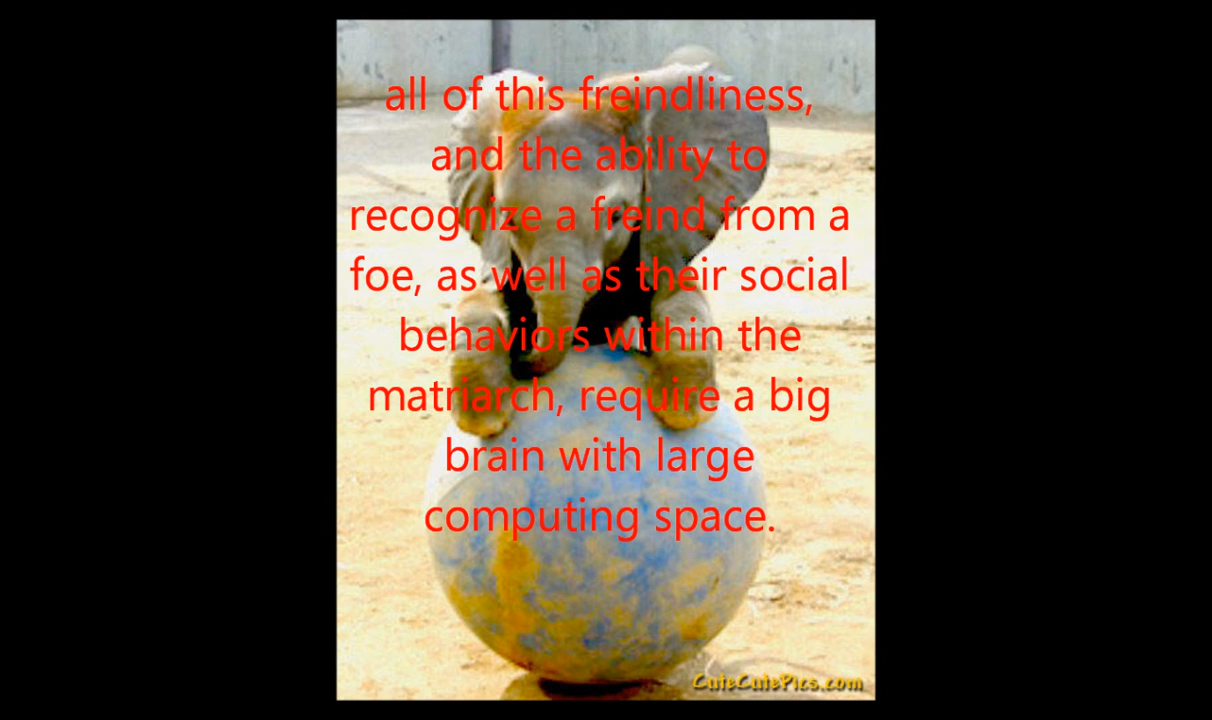 all of this freindliness,
and the ability to
recognize a freind from a
foe, as well as their social
behaviors within the
matriarch, require a big
brain with large
computing space.
CuteCutePics.com